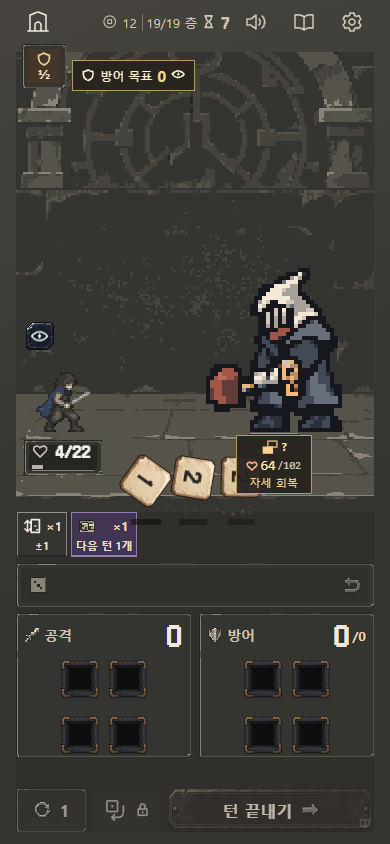 12 | 19/19 층 7
½
방어 목표 0
4/22
?
64/102
자세 회복
1 2
×1
±1
×1
다음 턴 1개
공격 0
방어 0/0
1
턴 끝내기